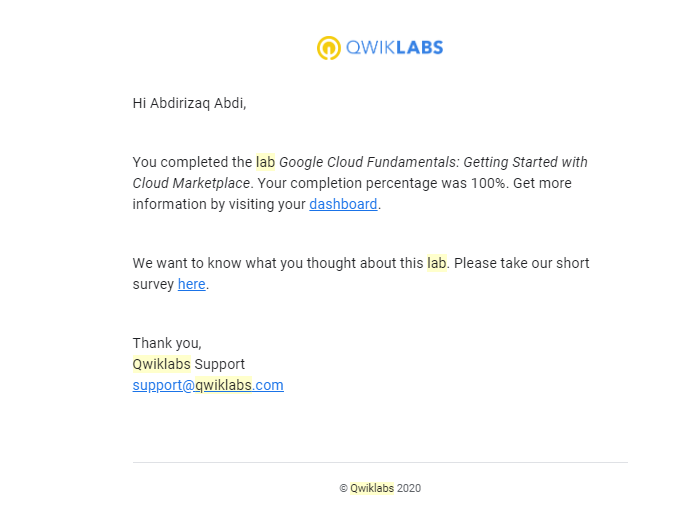 QWIKLABS
Hi Abdirizaq Abdi,
You completed the lab Google Cloud Fundamentals: Getting Started with
Cloud Marketplace. Your completion percentage was 100%. Get more
information by visiting your dashboard.
We want to know what you thought about this lab. Please take our short
survey here.
Thank you,
Qwiklabs Support
support@qwiklabs.com
© Qwiklabs 2020